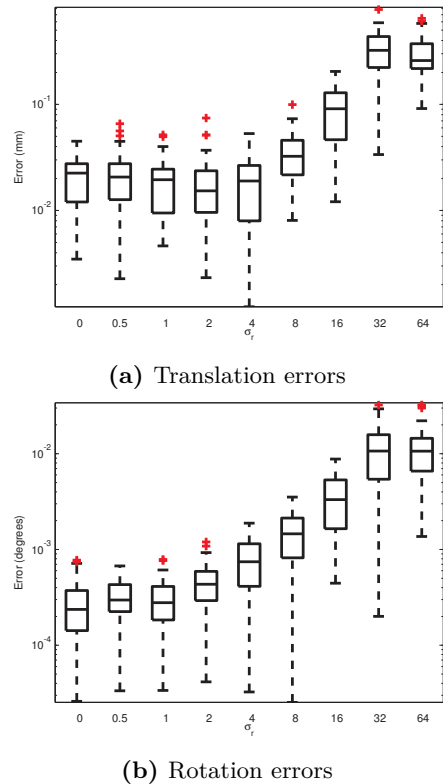 Error (mm)
10⁻¹
10⁻²
0 0.5 1 2 4 8 16 32 64
σᵣ
(a) Translation errors
Error (degrees)
10⁻²
10⁻³
10⁻⁴
0 0.5 1 2 4 8 16 32 64
σᵣ
(b) Rotation errors